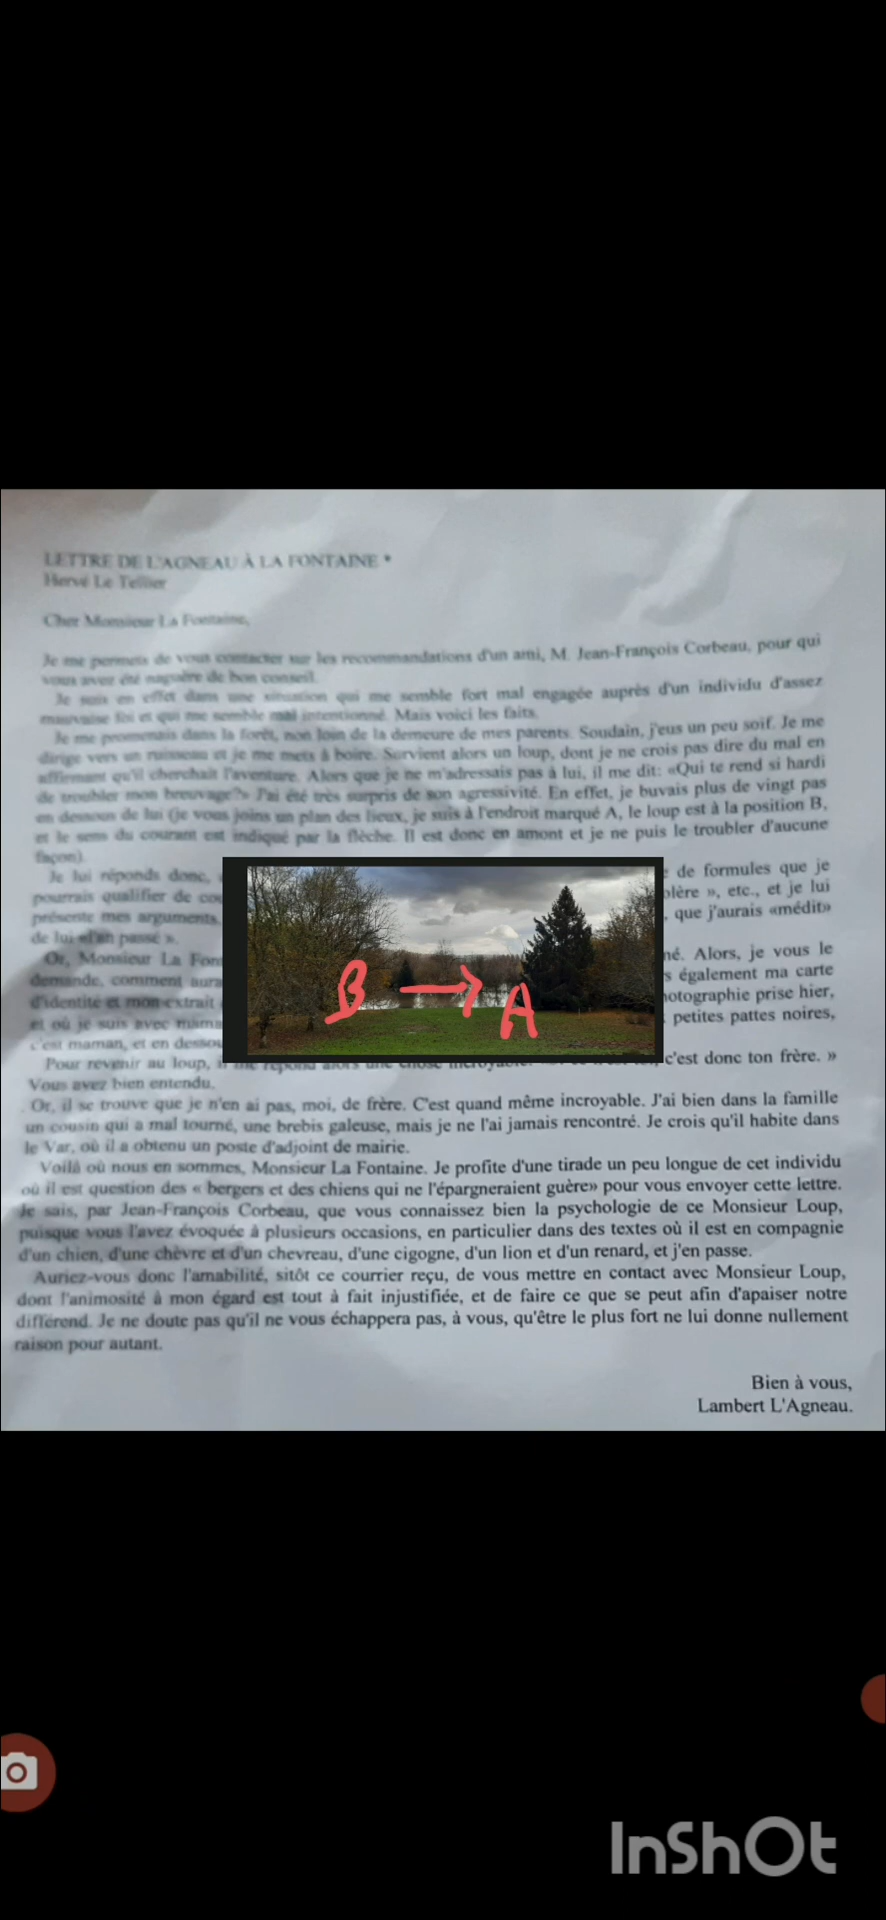 LETTRE DE L'AGNEAU À LA FONTAINE *
Hervé Le Tellier
Cher Monsieur La Fontaine,
Je me permets de vous contacter sur les recommandations d'un ami, M. Jean-François Corbeau, pour qui
vous avez été naguère de bon conseil.
Je suis en effet dans une situation qui me semble fort mal engagée auprès d'un individu d'assez
mauvaise foi et qui me semble mal intentionné. Mais voici les faits.
Je me promenais dans la forêt, non loin de la demeure de mes parents. Soudain, j'eus un peu soif. Je me
dirige vers un ruisseau et je me mets à boire. Survient alors un loup, dont je ne crois pas dire du mal en
affirmant qu'il cherchait l'aventure. Alors que je ne m'adressais pas à lui, il me dit: «Qui te rend si hardi
de troubler mon breuvage?» J'ai été très surpris de son agressivité. En effet, je buvais plus de vingt pas
en dessous de lui (je vous joins un plan des lieux, je suis à l'endroit marqué A, le loup est à la position B,
et le sens du courant est indiqué par la flèche. Il est donc en amont et je ne puis le troubler d'aucune
façon).
Je lui réponds donc, de formules que je
pourrais qualifier de colère », etc., et je lui
présente mes arguments. que j'aurais «médit»
de lui «l'an passé ».
Or, Monsieur La Font né. Alors, je vous le
demande, comment aura également ma carte
d'identité et mon extrait photographie prise hier,
et où je suis avec maman petites pattes noires,
c'est maman, et en dessou
B → A
Pour revenir au loup, il me répond alors une chose c'est donc ton frère. »
Vous avez bien entendu.
Or, il se trouve que je n'en ai pas, moi, de frère. C'est quand même incroyable. J'ai bien dans la famille
un cousin qui a mal tourné, une brebis galeuse, mais je ne l'ai jamais rencontré. Je crois qu'il habite dans
le Var, où il a obtenu un poste d'adjoint de mairie.
Voilà où nous en sommes, Monsieur La Fontaine. Je profite d'une tirade un peu longue de cet individu
où il est question des « bergers et des chiens qui ne l'épargneraient guère» pour vous envoyer cette lettre.
Je sais, par Jean-François Corbeau, que vous connaissez bien la psychologie de ce Monsieur Loup,
puisque vous l'avez évoquée à plusieurs occasions, en particulier dans des textes où il est en compagnie
d'un chien, d'une chèvre et d'un chevreau, d'une cigogne, d'un lion et d'un renard, et j'en passe.
Auriez-vous donc l'amabilité, sitôt ce courrier reçu, de vous mettre en contact avec Monsieur Loup,
dont l'animosité à mon égard est tout à fait injustifiée, et de faire ce que se peut afin d'apaiser notre
différend. Je ne doute pas qu'il ne vous échappera pas, à vous, qu'être le plus fort ne lui donne nullement
raison pour autant.
Bien à vous,
Lambert L'Agneau.
InShOt